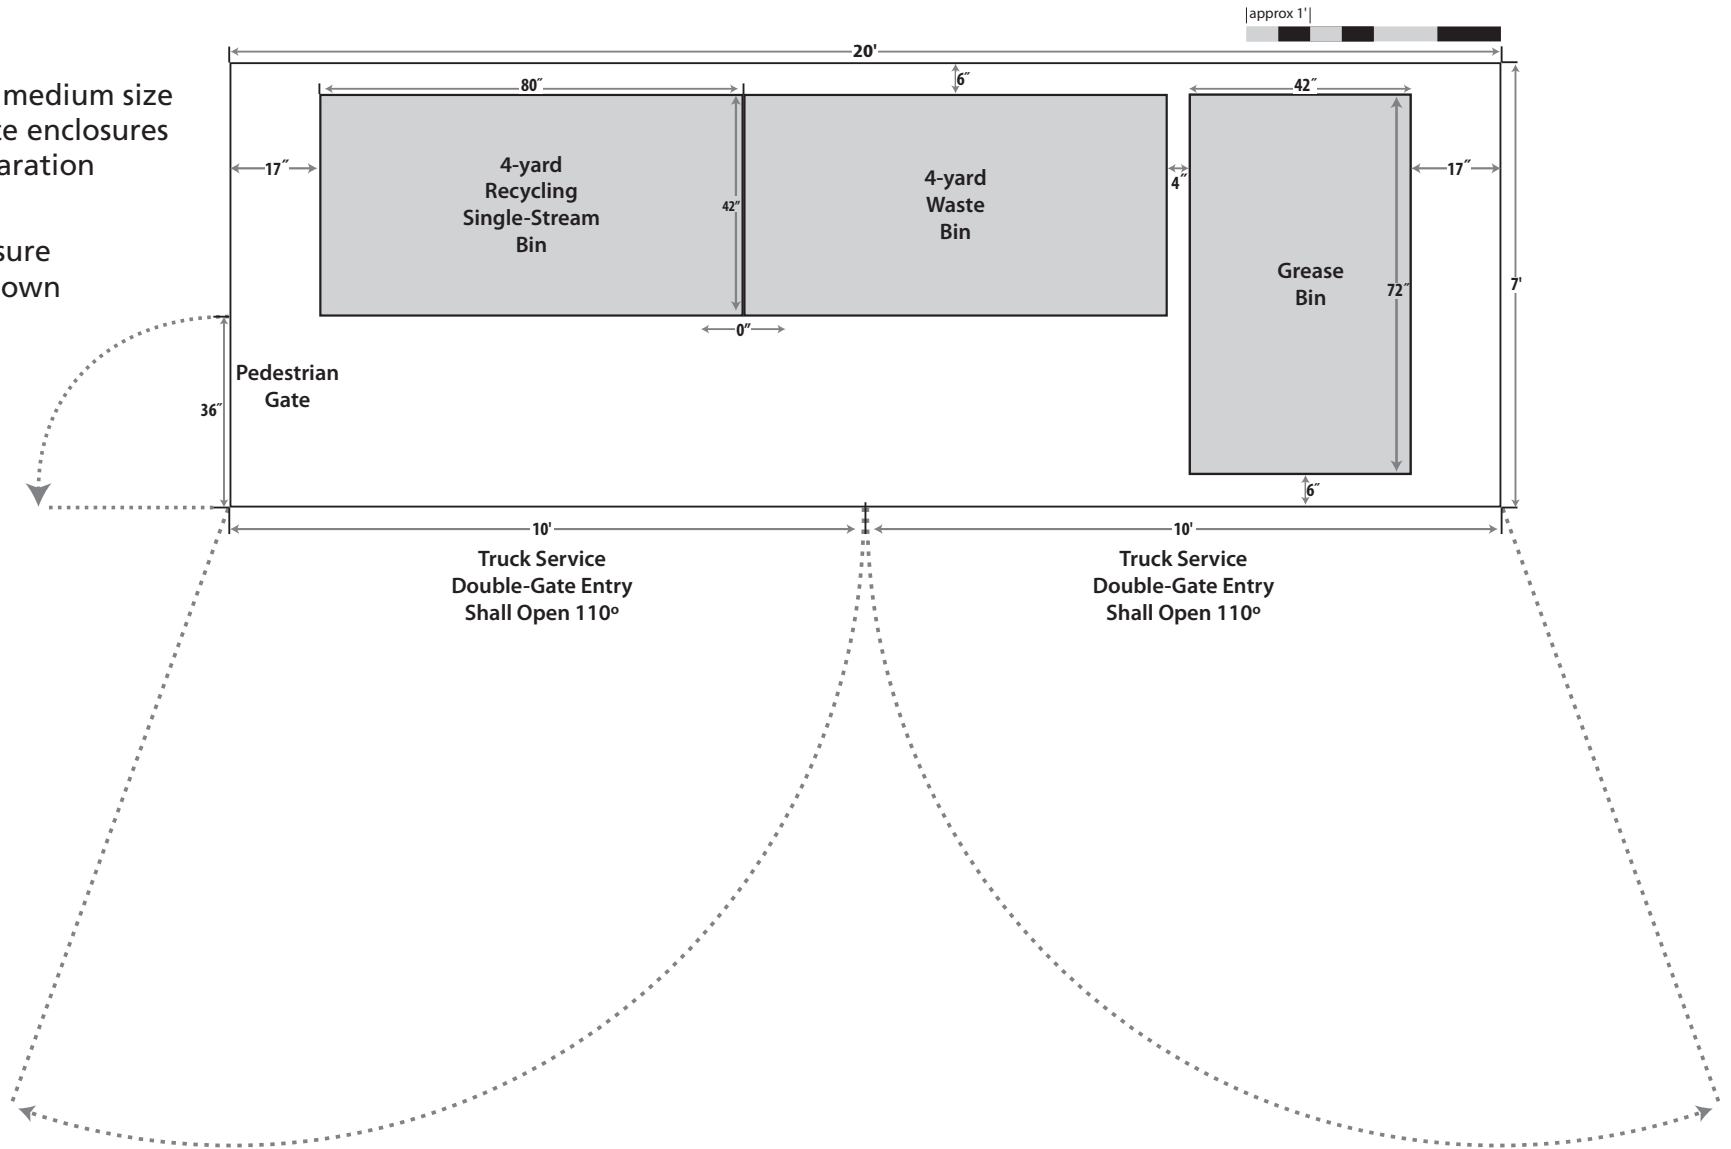 approx 1'
20'
medium size
te enclosures
aration
sure
own
80″
6″
42″
17″
4-yard
Recycling
Single-Stream
Bin
42″
4-yard
Waste
Bin
4″
17″
Grease
Bin
72″
7'
0″
Pedestrian
Gate
36″
6″
10'
10'
Truck Service
Double-Gate Entry
Shall Open 110º
Truck Service
Double-Gate Entry
Shall Open 110º